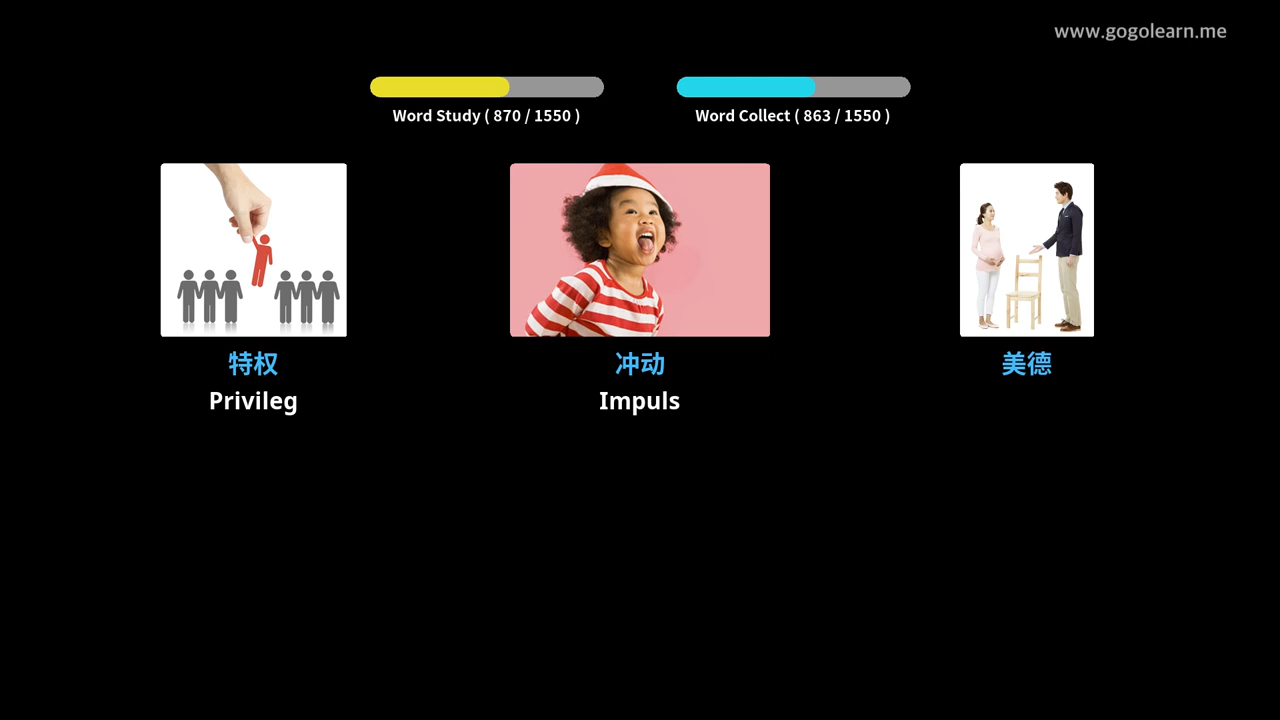 www.gogolearn.me
Word Study ( 870 / 1550 )
Word Collect ( 863 / 1550 )
特权
冲动
美德
Privileg
Impuls